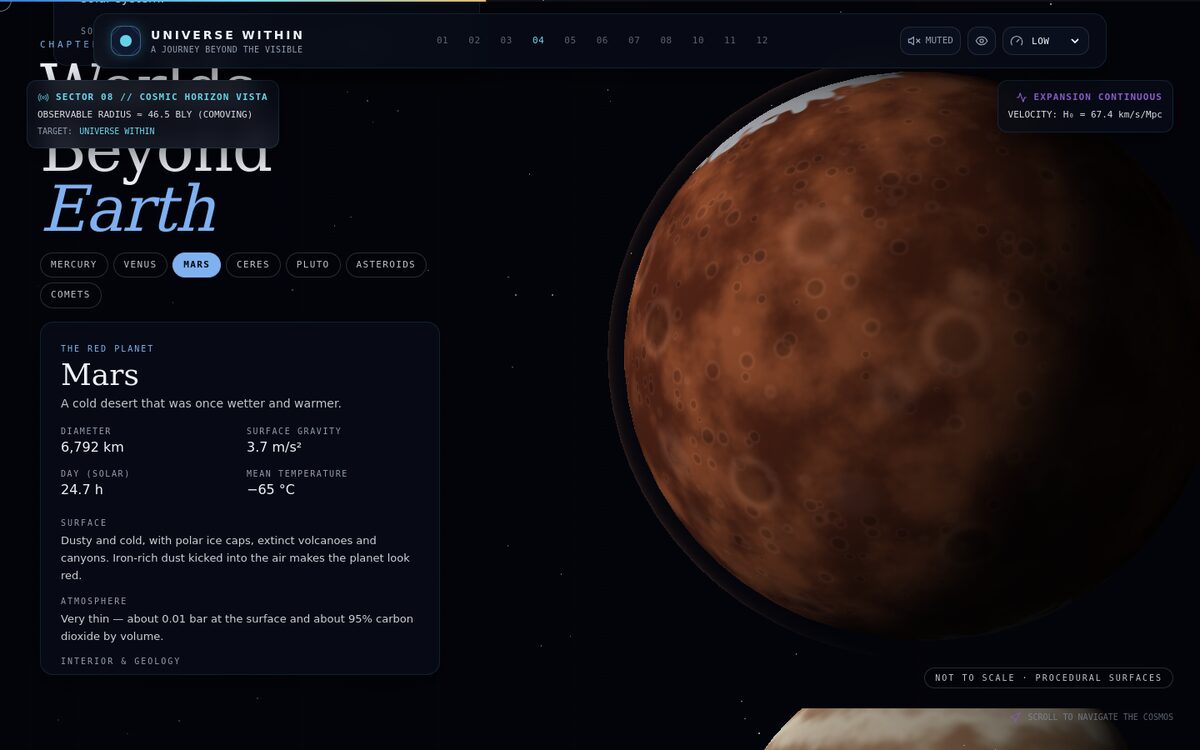 UNIVERSE WITHIN
A JOURNEY BEYOND THE VISIBLE
01 02 03 04 05 06 07 08 09 10 11 12
MUTED
LOW
SECTOR 08 // COSMIC HORIZON VISTA
OBSERVABLE RADIUS ≈ 46.5 BLY (COMOVING)
TARGET: UNIVERSE WITHIN
EXPANSION CONTINUOUS
VELOCITY: H₀ = 67.4 km/s/Mpc
Worlds
Beyond
Earth
MERCURY VENUS MARS CERES PLUTO ASTEROIDS
COMETS
THE RED PLANET
Mars
A cold desert that was once wetter and warmer.
DIAMETER SURFACE GRAVITY
6,792 km 3.7 m/s²
DAY (SOLAR) MEAN TEMPERATURE
24.7 h −65 °C
SURFACE
Dusty and cold, with polar ice caps, extinct volcanoes and
canyons. Iron-rich dust kicked into the air makes the planet look
red.
ATMOSPHERE
Very thin — about 0.01 bar at the surface and about 95% carbon
dioxide by volume.
INTERIOR & GEOLOGY
NOT TO SCALE · PROCEDURAL SURFACES
SCROLL TO NAVIGATE THE COSMOS